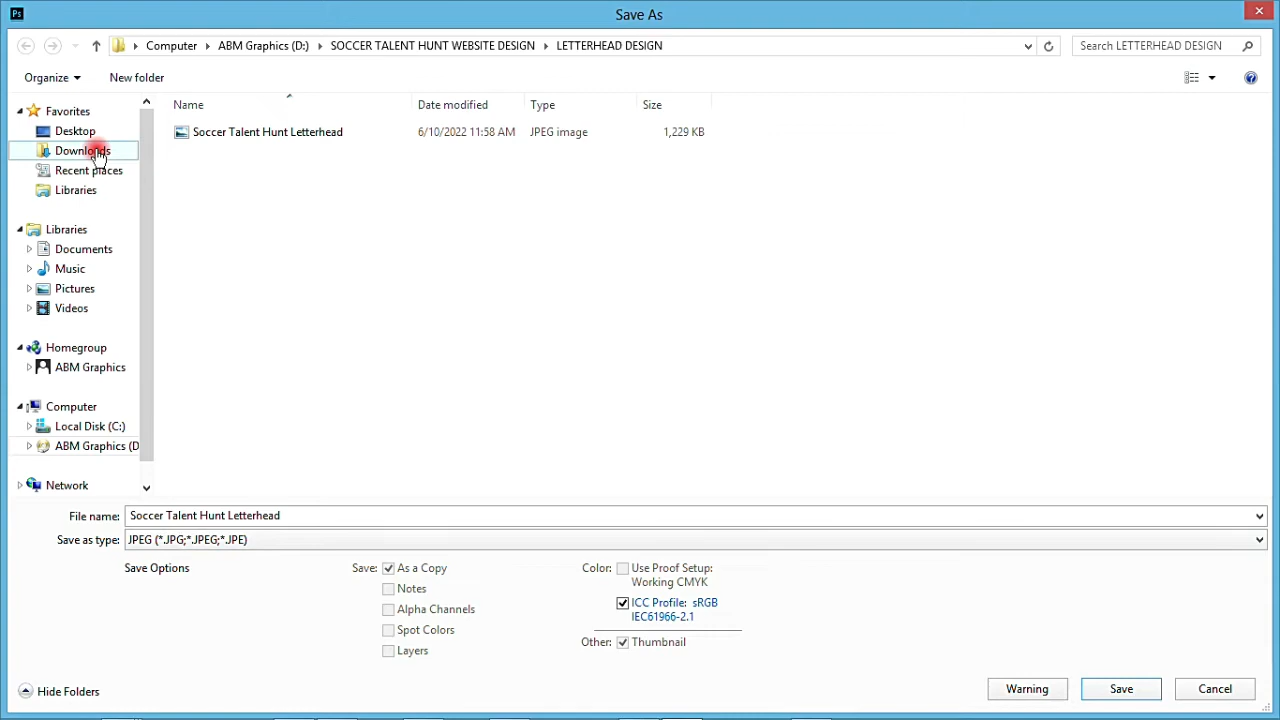 Ps
Save As
Computer
ABM Graphics (D:)
SOCCER TALENT HUNT WEBSITE DESIGN
LETTERHEAD DESIGN
Search LETTERHEAD DESIGN
Organize
New folder
Favorites
Desktop
Downloads
Recent places
Libraries
Libraries
Documents
Music
Pictures
Videos
Homegroup
ABM Graphics
Computer
Local Disk (C:)
ABM Graphics (D
Network
Name
Date modified
Type
Size
Soccer Talent Hunt Letterhead
6/10/2022 11:58 AM
JPEG image
1,229 KB
File name:
Soccer Talent Hunt Letterhead
Save as type:
JPEG (*.JPG;*.JPEG;*.JPE)
Save Options
Save:
As a Copy
Notes
Alpha Channels
Spot Colors
Layers
Color:
Use Proof Setup:
Working CMYK
ICC Profile: sRGB
IEC61966-2.1
Other:
Thumbnail
Hide Folders
Warning
Save
Cancel